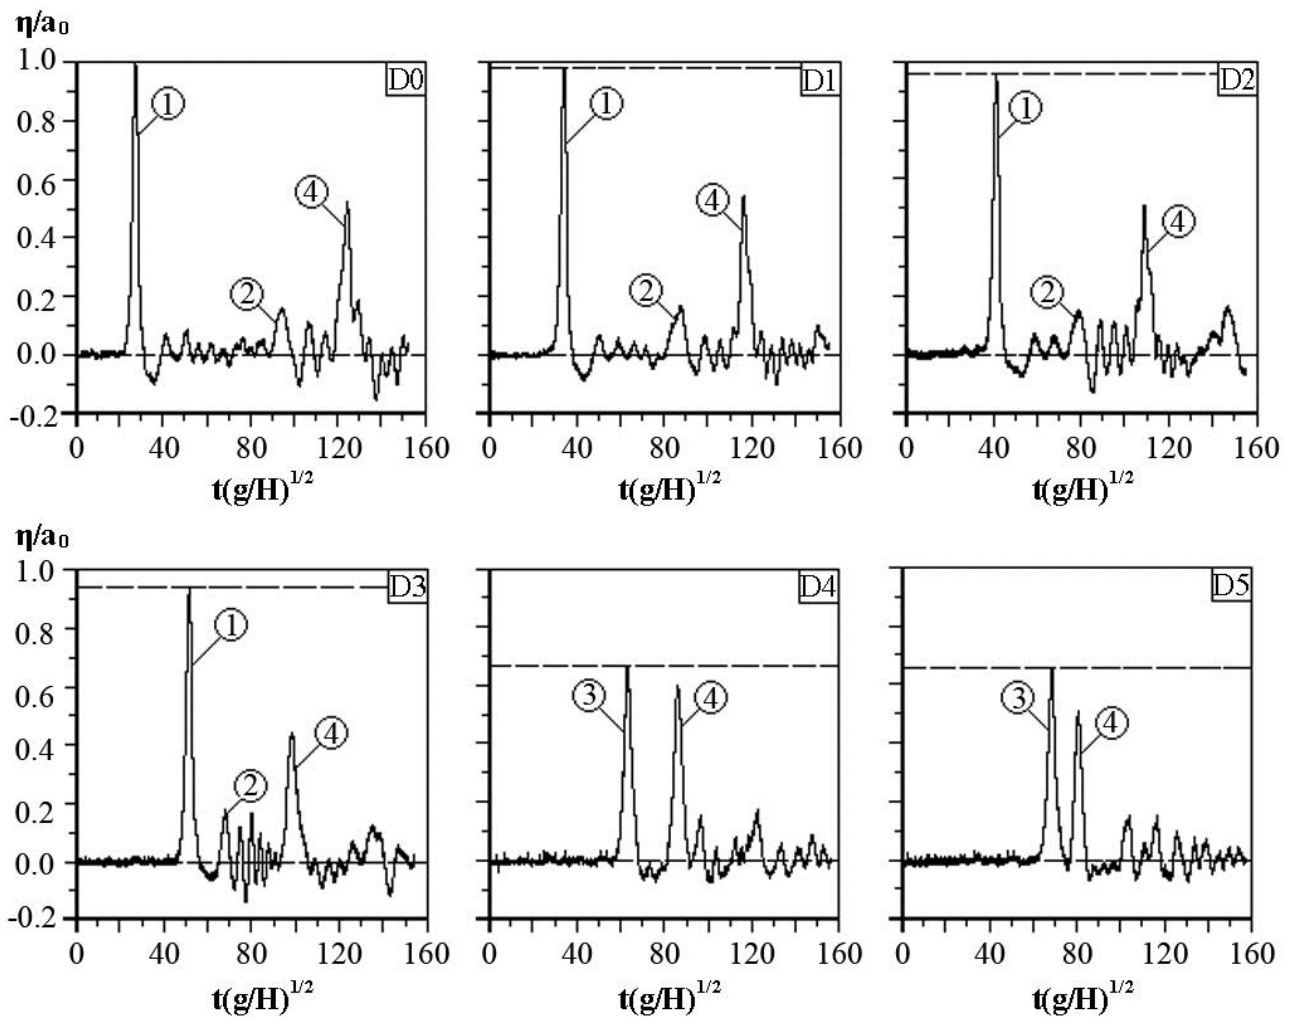 η/a₀
1.0 D0 D1 D2
① ① ①
0.8
0.6 ④ ④ ④
0.4
② ② ②
0.2
0.0
-0.2
0 40 80 120 160 0 40 80 120 160 0 40 80 120 160
t(g/H)^1/2 t(g/H)^1/2 t(g/H)^1/2
η/a₀
1.0 D3 D4 D5
①
0.8
0.6 ③ ④ ③ ④
④
0.4
②
0.2
0.0
-0.2
0 40 80 120 160 0 40 80 120 160 0 40 80 120 160
t(g/H)^1/2 t(g/H)^1/2 t(g/H)^1/2